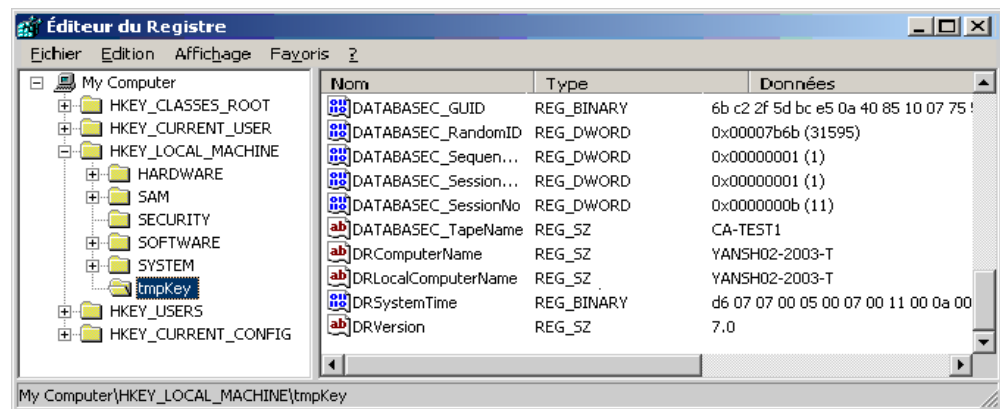 Éditeur du Registre
Fichier Edition Affichage Favoris ?
My Computer
HKEY_CLASSES_ROOT
HKEY_CURRENT_USER
HKEY_LOCAL_MACHINE
HARDWARE
SAM
SECURITY
SOFTWARE
SYSTEM
tmpKey
HKEY_USERS
HKEY_CURRENT_CONFIG
Nom Type Données
DATABASEC_GUID REG_BINARY 6b c2 2f 5d bc e5 0a 40 85 10 07 75
DATABASEC_RandomID REG_DWORD 0x00007b6b (31595)
DATABASEC_Sequen... REG_DWORD 0x00000001 (1)
DATABASEC_Session... REG_DWORD 0x00000001 (1)
DATABASEC_SessionNo REG_DWORD 0x0000000b (11)
DATABASEC_TapeName REG_SZ CA-TEST1
DRComputerName REG_SZ YANSH02-2003-T
DRLocalComputerName REG_SZ YANSH02-2003-T
DRSystemTime REG_BINARY d6 07 07 00 05 00 07 00 11 00 0a 00
DRVersion REG_SZ 7.0
My Computer\HKEY_LOCAL_MACHINE\tmpKey